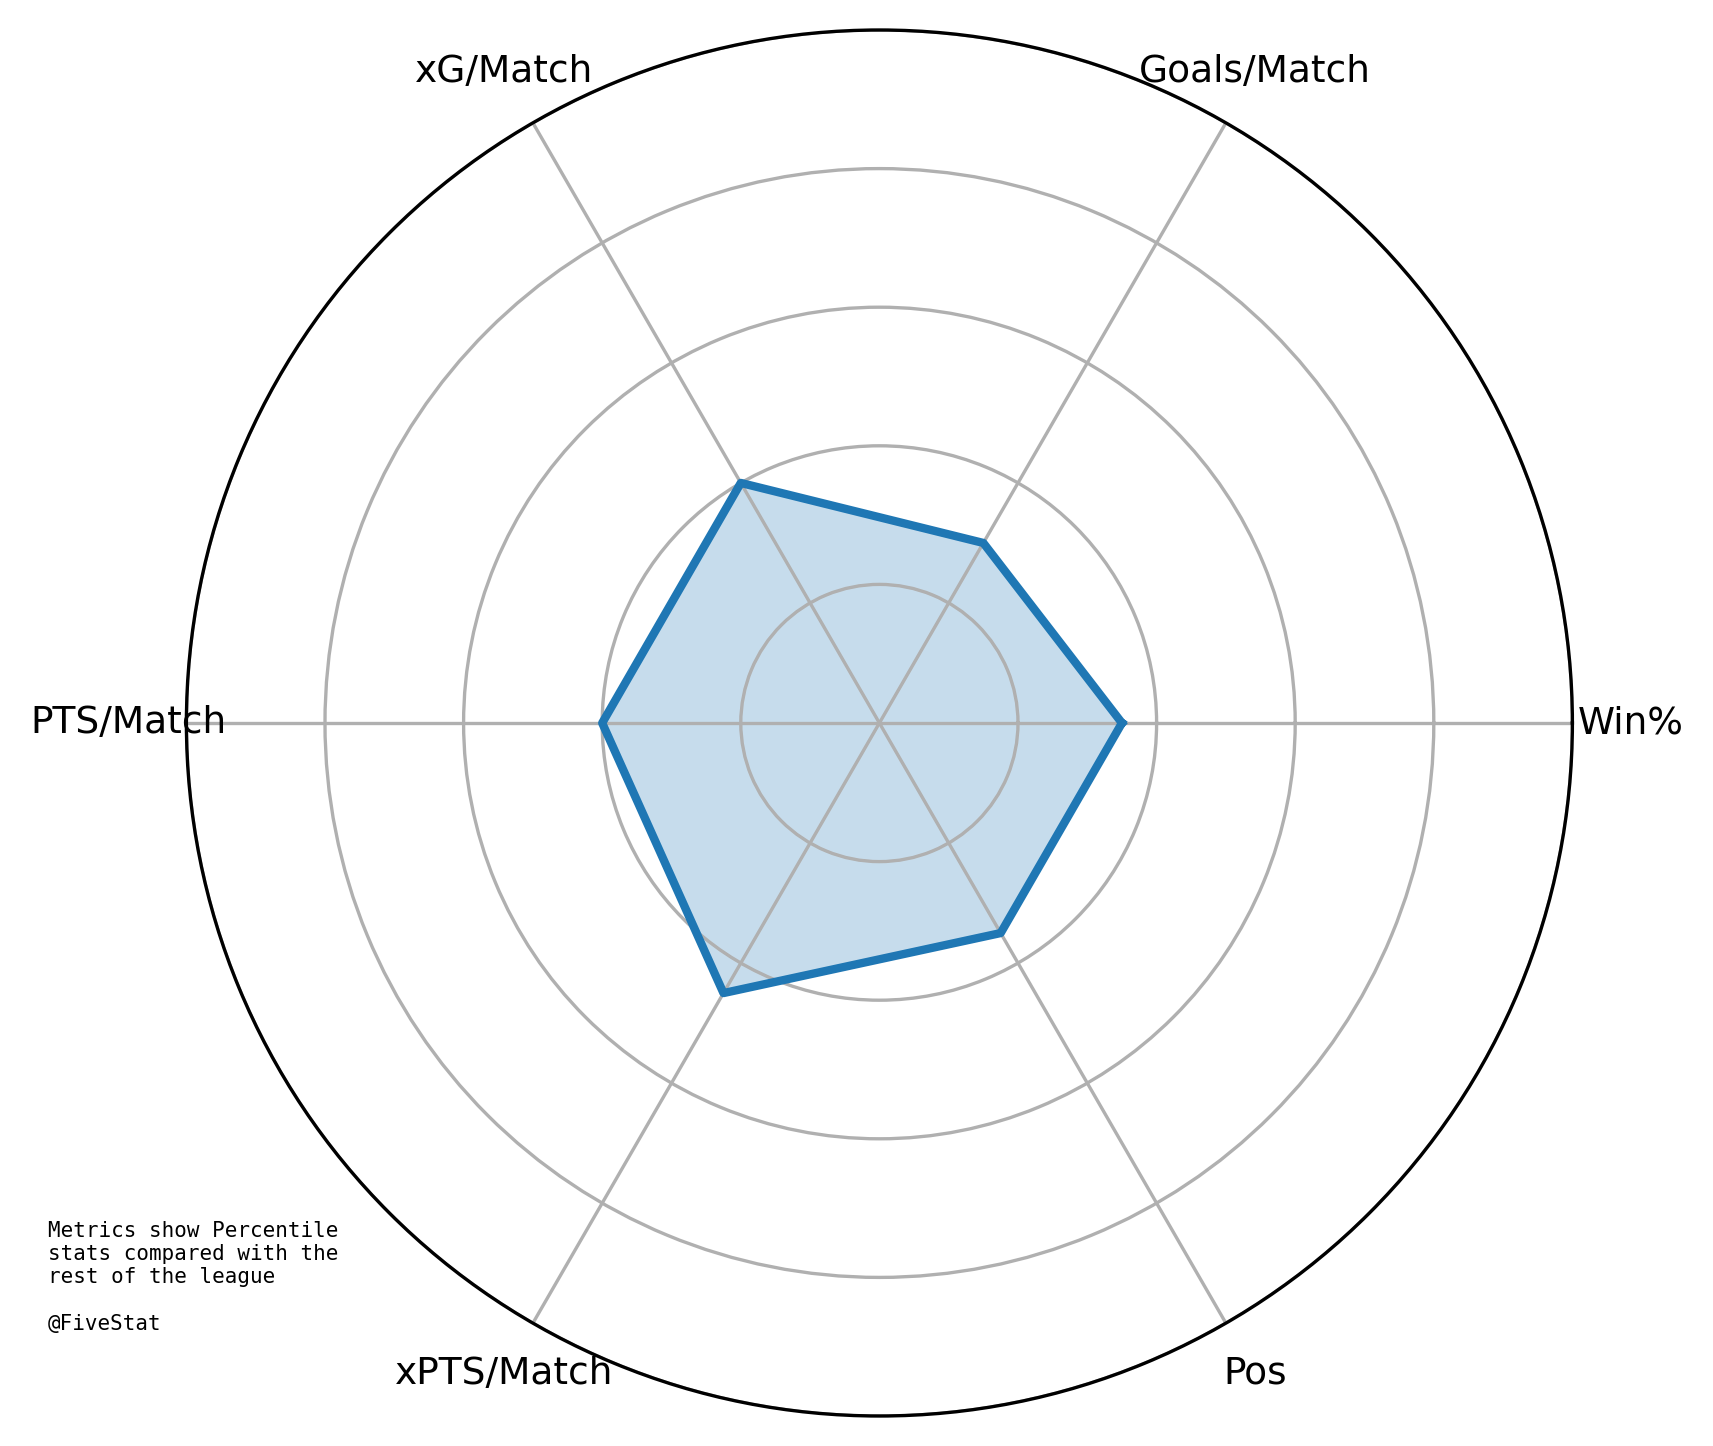 xG/Match
Goals/Match
PTS/Match
Win%
Metrics show Percentile
stats compared with the
rest of the league
@FiveStat
xPTS/Match
Pos